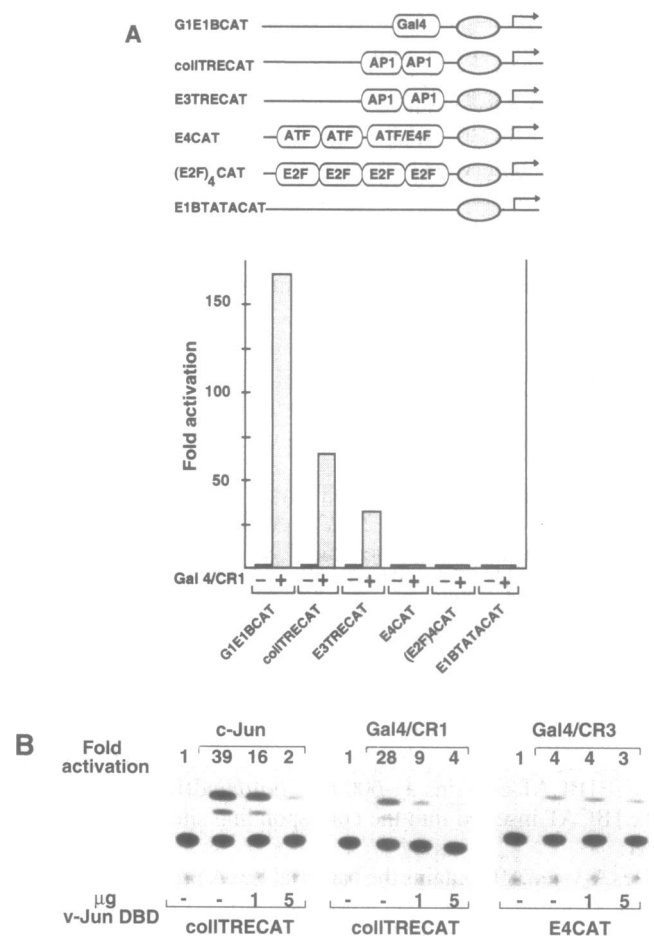 A
G1E1BCAT
Gal4
collTRECAT
AP1 AP1
E3TRECAT
AP1 AP1
E4CAT
ATF ATF ATF/E4F
(E2F)4CAT
E2F E2F E2F E2F
E1BTATACAT
Fold activation
150
100
50
Gal 4/CR1 - + - + - + - + - + - +
G1E1BCAT
collTRECAT
E3TRECAT
E4CAT
(E2F)4CAT
E1BTATACAT
B
c-Jun Gal4/CR1 Gal4/CR3
Fold activation
1 39 16 2 1 28 9 4 1 4 4 3
µg v-Jun DBD
- - 1 5 - - 1 5 - - 1 5
collTRECAT collTRECAT E4CAT